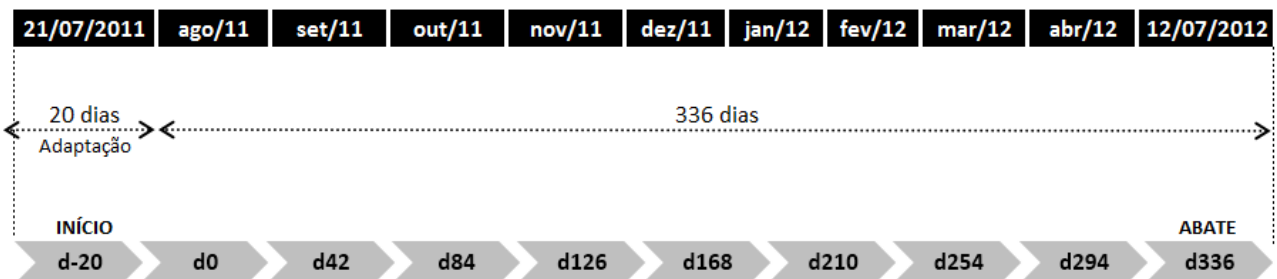 21/07/2011 ago/11 set/11 out/11 nov/11 dez/11 jan/12 fev/12 mar/12 abr/12 12/07/2012
20 dias 336 dias
Adaptação
INÍCIO ABATE
d-20 d0 d42 d84 d126 d168 d210 d254 d294 d336